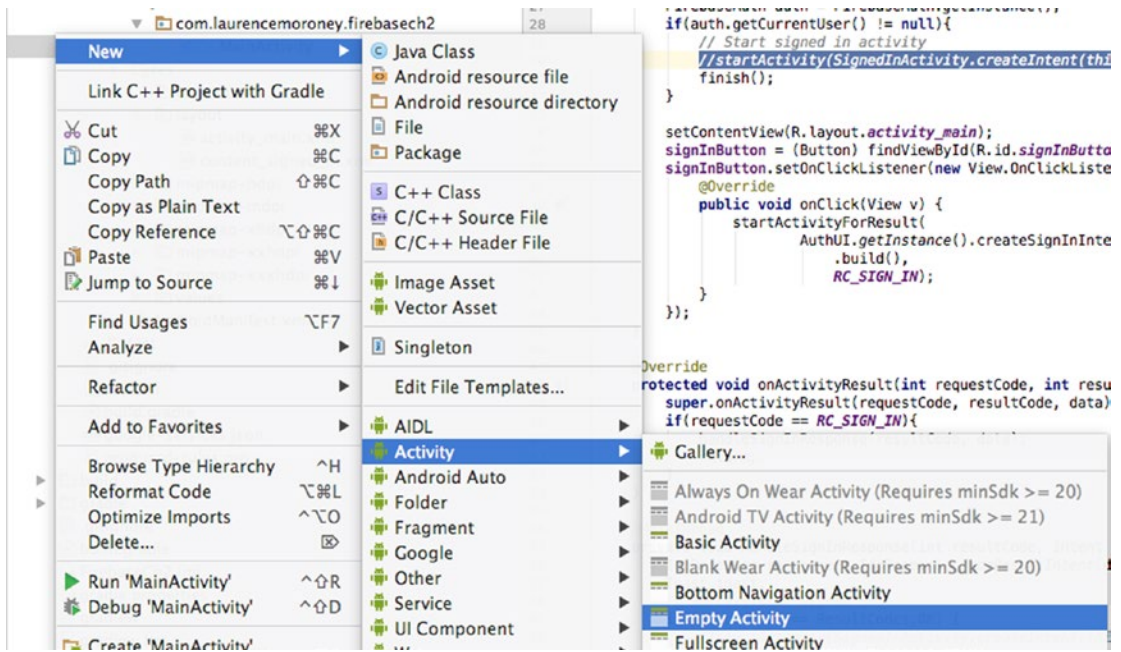 com.laurencemoroney.firebasech2
New
Link C++ Project with Gradle
Cut ⌘X
Copy ⌘C
Copy Path ⇧⌘C
Copy as Plain Text
Copy Reference ⌥⇧⌘C
Paste ⌘V
Jump to Source ⌘↓
Find Usages ⌥F7
Analyze
Refactor
Add to Favorites
Browse Type Hierarchy ^H
Reformat Code ⌥⌘L
Optimize Imports ^⌥O
Delete... ⌦
Run 'MainActivity' ^⇧R
Debug 'MainActivity' ^⇧D
Create 'MainActivity'...
Java Class
Android resource file
Android resource directory
File
Package
C++ Class
C/C++ Source File
C/C++ Header File
Image Asset
Vector Asset
Singleton
Edit File Templates...
AIDL
Activity
Android Auto
Folder
Fragment
Google
Other
Service
UI Component
Gallery...
Always On Wear Activity (Requires minSdk >= 20)
Android TV Activity (Requires minSdk >= 21)
Basic Activity
Blank Wear Activity (Requires minSdk >= 20)
Bottom Navigation Activity
Empty Activity
Fullscreen Activity
28
if(auth.getCurrentUser() != null){
// Start signed in activity
//startActivity(SignedInActivity.createIntent(thi
finish();
}
setContentView(R.layout.activity_main);
signInButton = (Button) findViewById(R.id.signInButto
signInButton.setOnClickListener(new View.OnClickListe
@Override
public void onClick(View v) {
startActivityForResult(
AuthUI.getInstance().createSignInInte
.build(),
RC_SIGN_IN);
}
});
Override
rotected void onActivityResult(int requestCode, int resu
super.onActivityResult(requestCode, resultCode, data)
if(requestCode == RC_SIGN_IN){